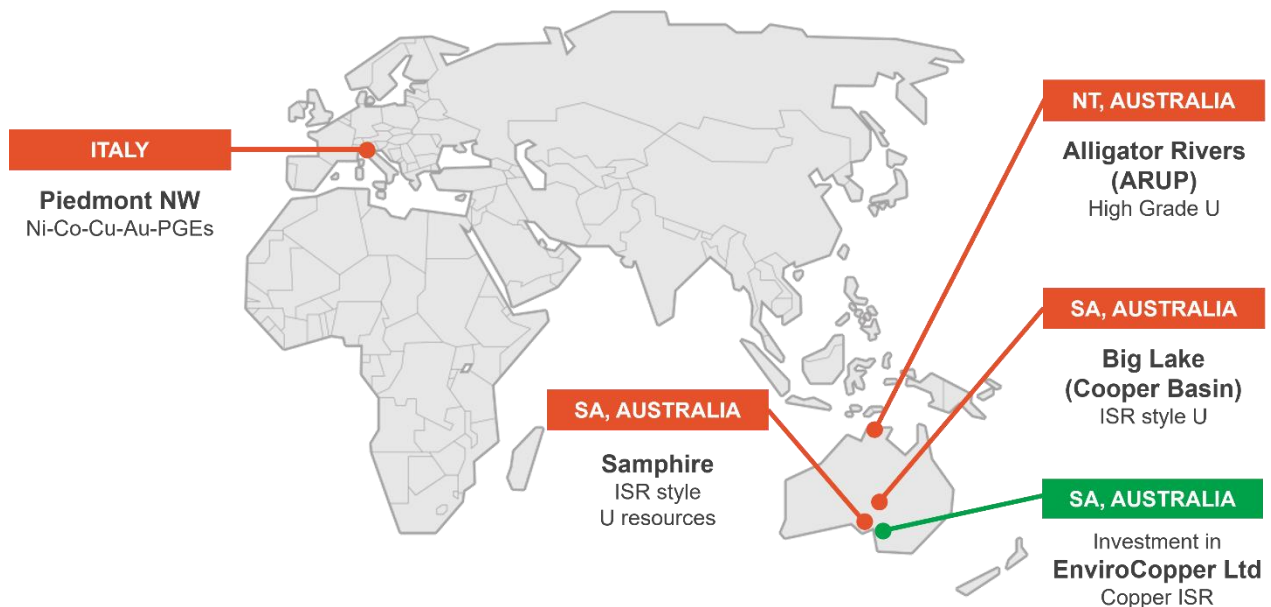 ITALY
Piedmont NW
Ni-Co-Cu-Au-PGEs
SA, AUSTRALIA
Samphire
ISR style
U resources
NT, AUSTRALIA
Alligator Rivers
(ARUP)
High Grade U
SA, AUSTRALIA
Big Lake
(Cooper Basin)
ISR style U
SA, AUSTRALIA
Investment in
EnviroCopper Ltd
Copper ISR